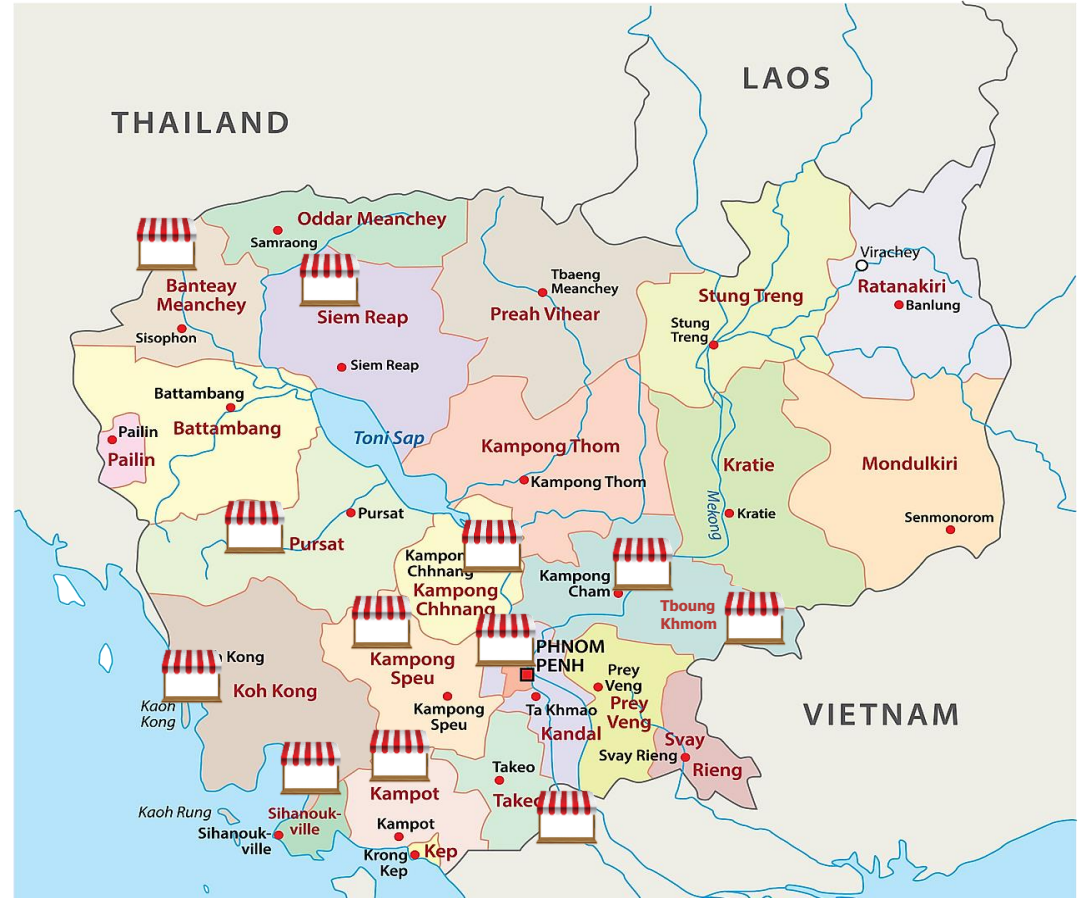 LAOS
THAILAND
Oddar Meanchey
Samraong
Virachey
Banteay
Meanchey
Tbaeng
Meanchey
Ratanakiri
Banlung
Stung Treng
Siem Reap
Preah Vihear
Stung
Treng
Sisophon
Siem Reap
Battambang
Battambang
Pailin
Pailin
Toni Sap
Kampong Thom
Kampong Thom
Kratie
Mondulkiri
Mekong
Kratie
Senmonorom
Pursat
Pursat
Chhnang
Kampong
Chhnang
Kampong
Cham
Tboung
Khmom
Kong
Koh Kong
Kaoh
Kong
Kampong
Speu
Kampong
Speu
PHNOM
PENH
Ta Khmao
Kandal
Prey
Veng
Prey
Veng
Svay Rieng
Svay
Rieng
VIETNAM
Takeo
Kampot
Kampot
Kaoh Rung
Sihanouk-
ville
Sihanouk-
ville
Krong
Kep
Kep